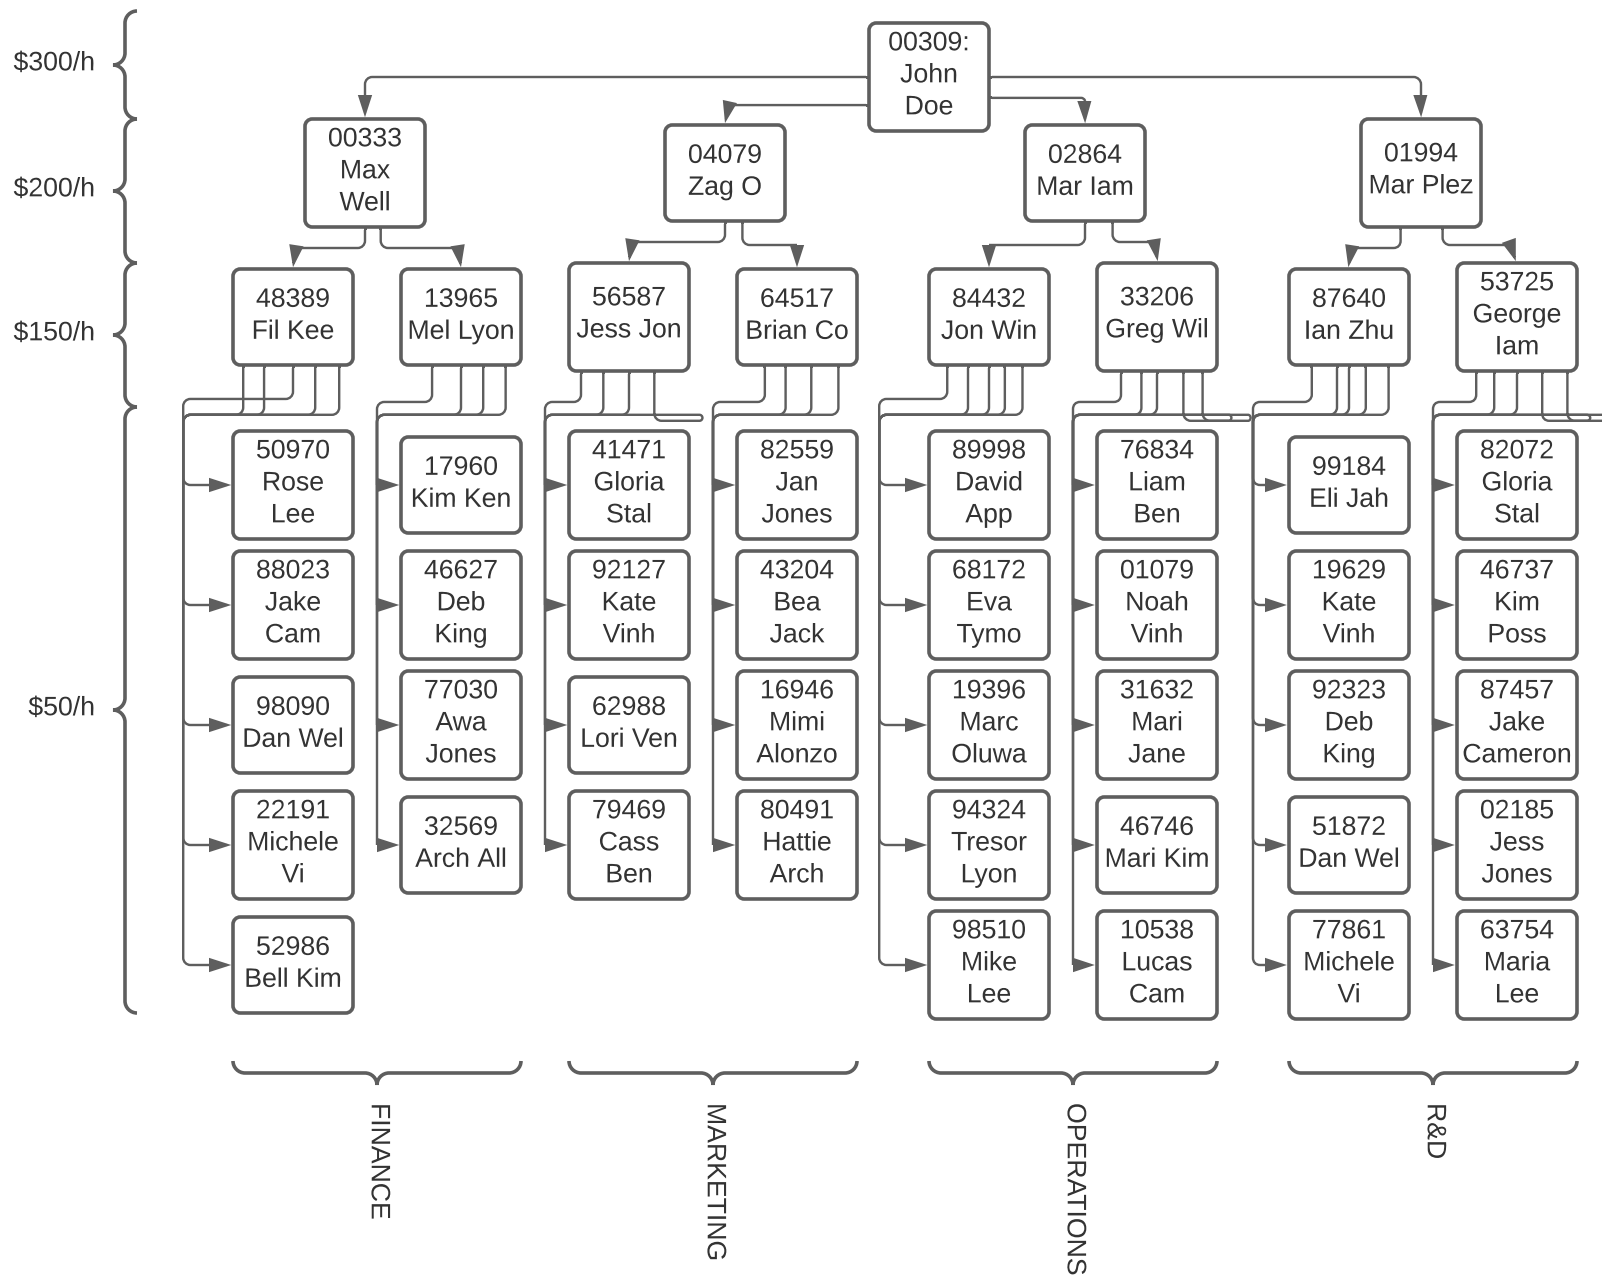 $300/h
00309:
John
Doe
$200/h
00333
Max
Well
04079
Zag O
02864
Mar Iam
01994
Mar Plez
$150/h
48389
Fil Kee
13965
Mel Lyon
56587
Jess Jon
64517
Brian Co
84432
Jon Win
33206
Greg Wil
87640
Ian Zhu
53725
George
Iam
$50/h
50970
Rose
Lee
17960
Kim Ken
41471
Gloria
Stal
82559
Jan
Jones
89998
David
App
76834
Liam
Ben
99184
Eli Jah
82072
Gloria
Stal
88023
Jake
Cam
46627
Deb
King
92127
Kate
Vinh
43204
Bea
Jack
68172
Eva
Tymo
01079
Noah
Vinh
19629
Kate
Vinh
46737
Kim
Poss
98090
Dan Wel
77030
Awa
Jones
62988
Lori Ven
16946
Mimi
Alonzo
19396
Marc
Oluwa
31632
Mari
Jane
92323
Deb
King
87457
Jake
Cameron
22191
Michele
Vi
32569
Arch All
79469
Cass
Ben
80491
Hattie
Arch
94324
Tresor
Lyon
46746
Mari Kim
51872
Dan Wel
02185
Jess
Jones
52986
Bell Kim
98510
Mike
Lee
10538
Lucas
Cam
77861
Michele
Vi
63754
Maria
Lee
FINANCE
MARKETING
OPERATIONS
R&D